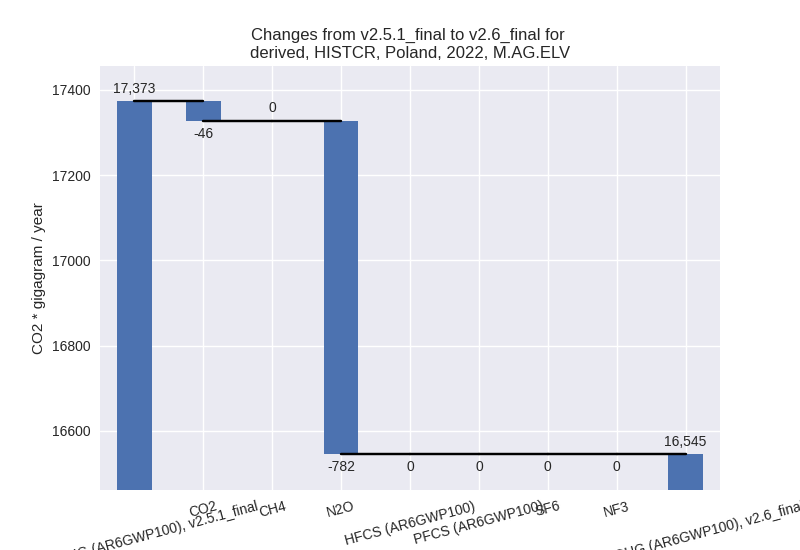 Changes from v2.5.1_final to v2.6_final for
derived, HISTCR, Poland, 2022, M.AG.ELV
CO2 * gigagram / year
17400
17200
17000
16800
16600
17,373
-46
0
-782
0
0
0
0
16,545
(AR6GWP100), v2.5.1_final
CO2
CH4
N2O
HFCS (AR6GWP100)
PFCS (AR6GWP100)
SF6
NF3
(AR6GWP100), v2.6_final